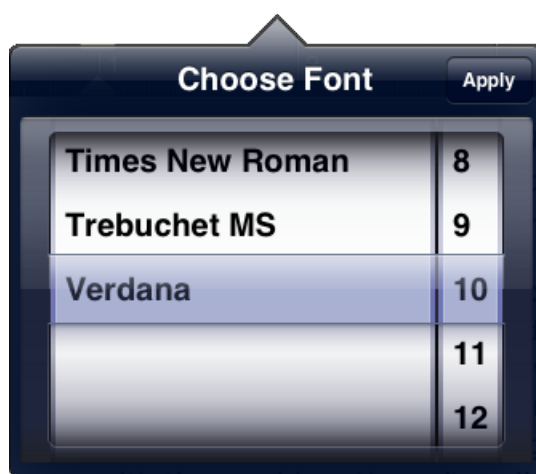 Choose Font Apply
Times New Roman 8
Trebuchet MS 9
Verdana 10
11
12